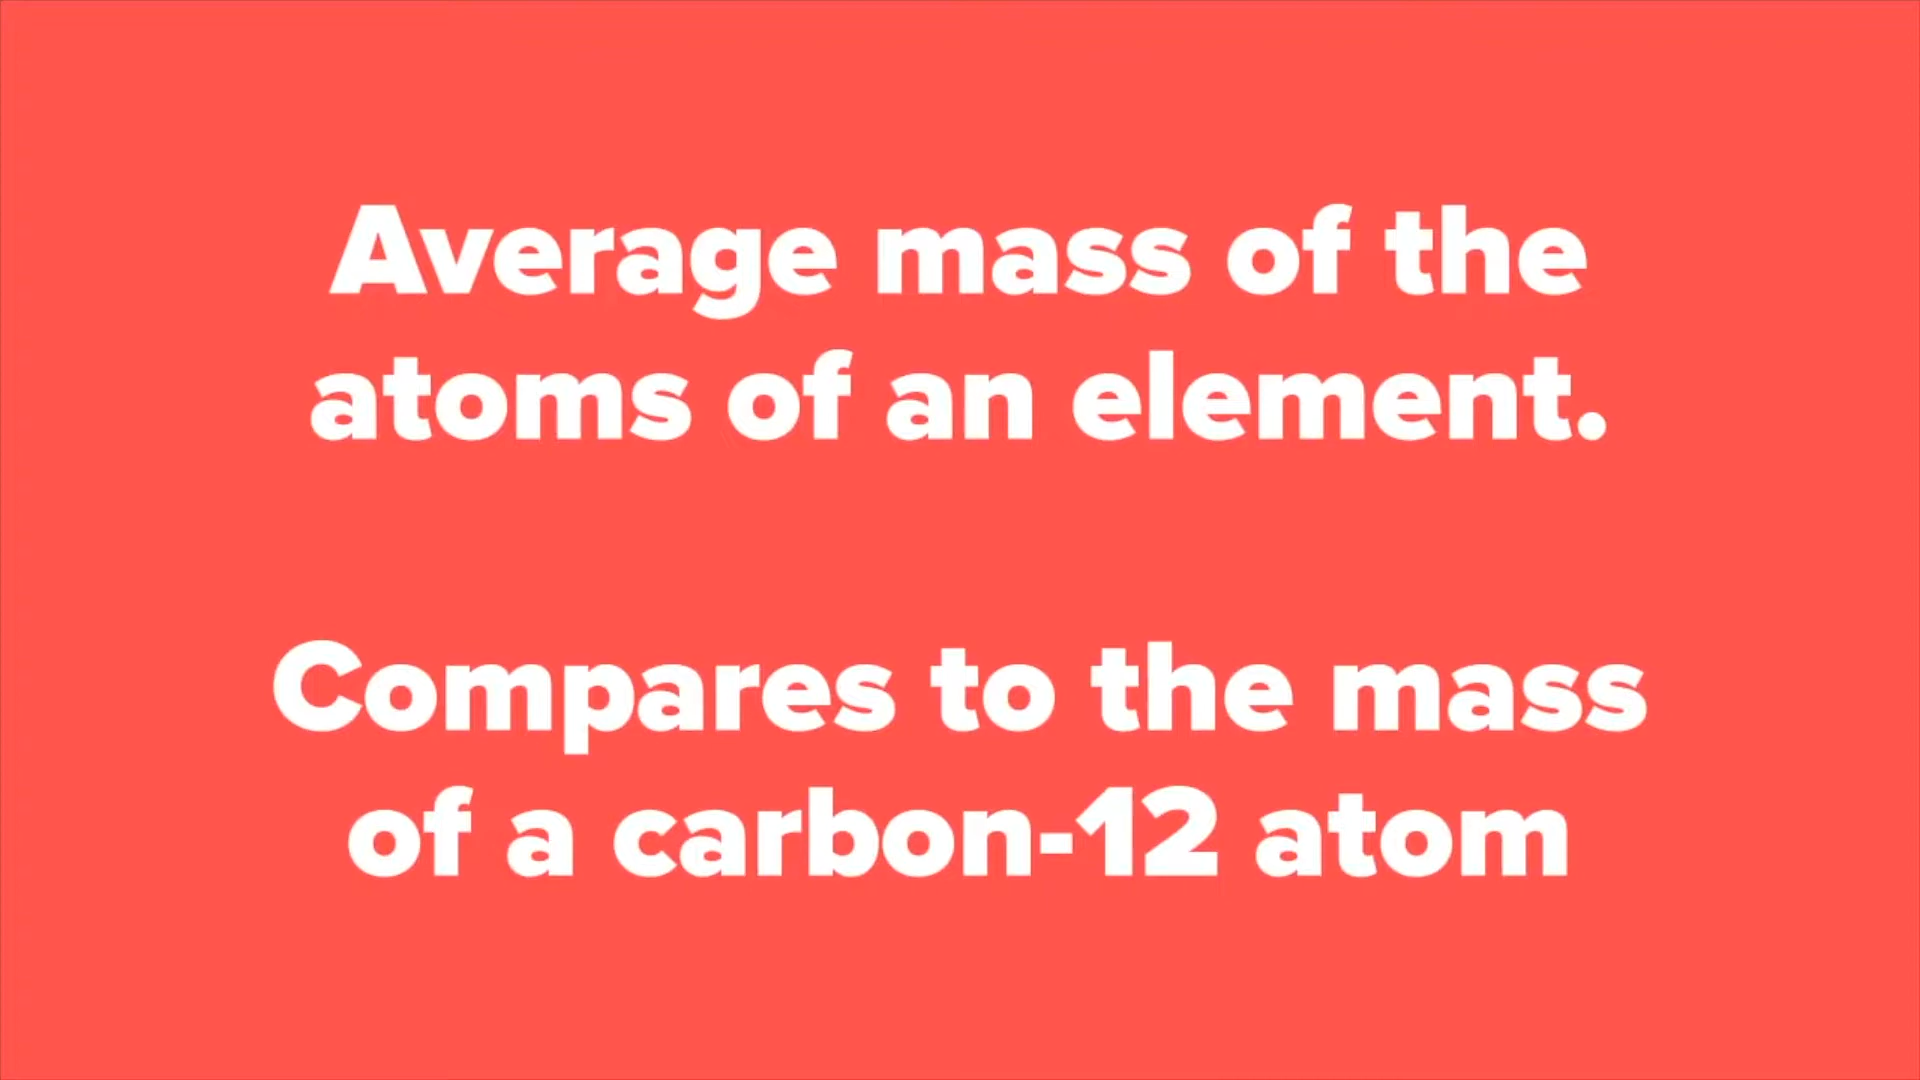 Average mass of the
atoms of an element.
Compares to the mass
of a carbon-12 atom